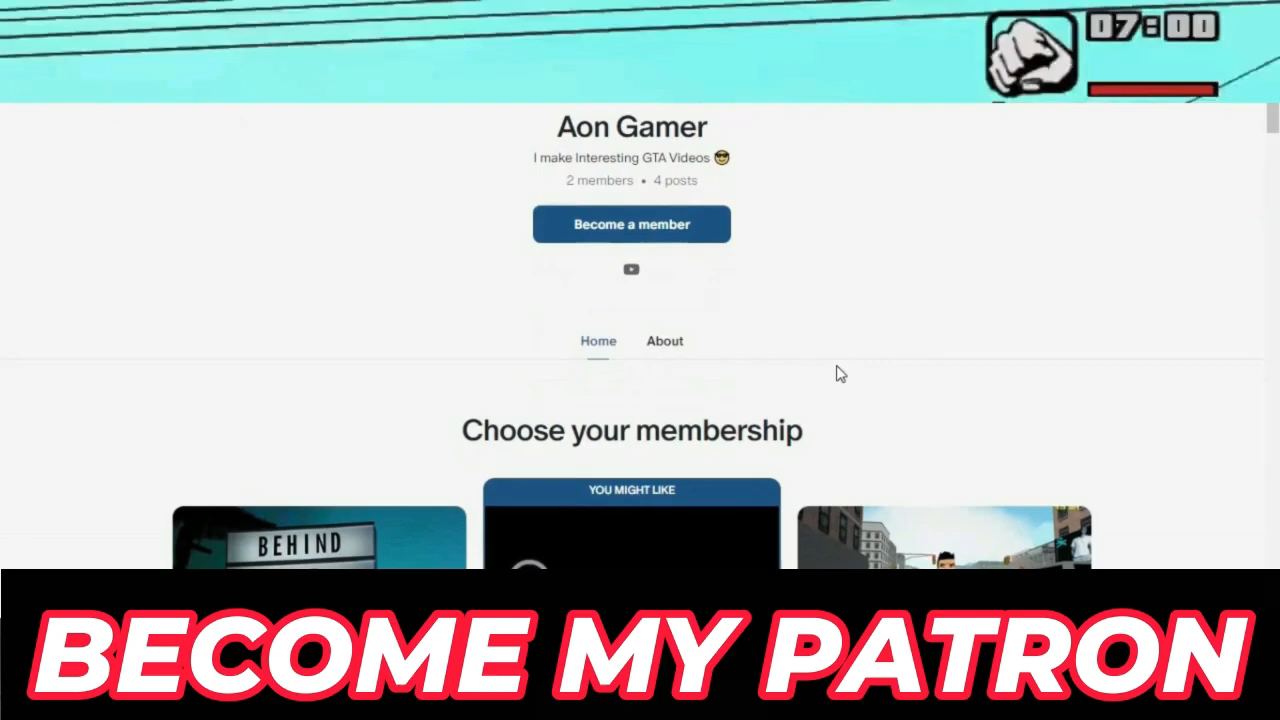 07:00
Aon Gamer
I make Interesting GTA Videos 😎
2 members • 4 posts
Become a member
Home About
Choose your membership
YOU MIGHT LIKE
BEHIND
BECOME MY PATRON